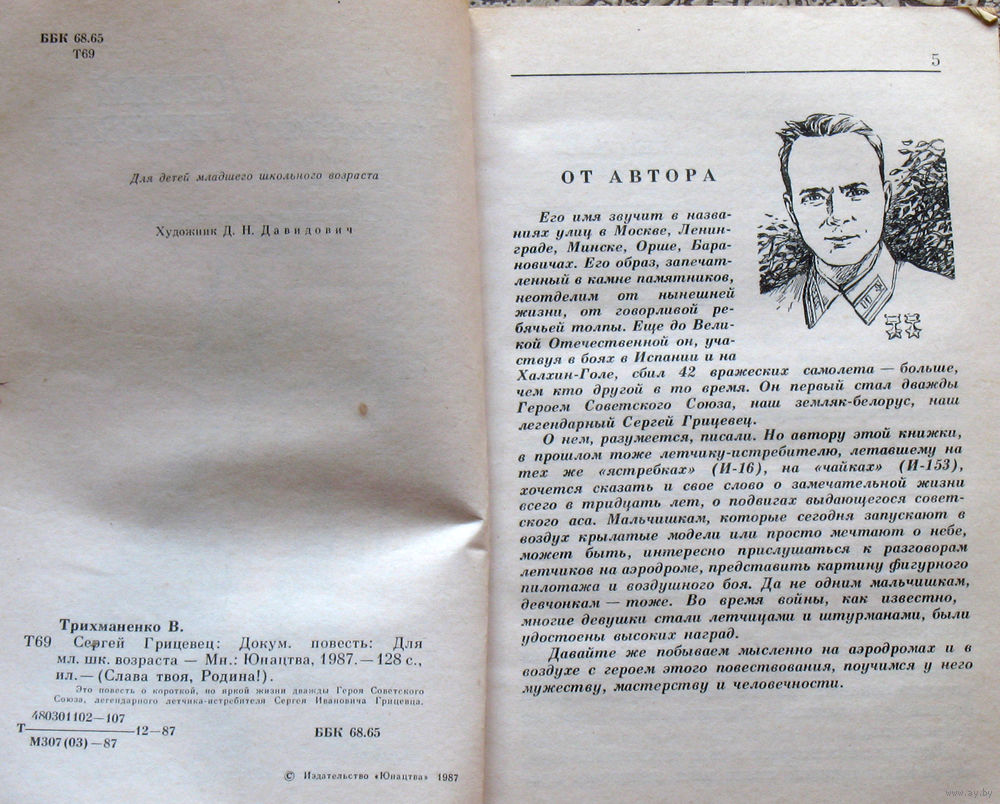 ББК 68.65
Т69
Для детей младшего школьного возраста
Художник Д. Н. Давидович
Трихманенко В.
Т69 Сергей Грицевец: Докум. повесть: Для
мл. шк. возраста — Мн.: Юнацтва, 1987. — 128 с.,
ил. — (Слава твоя, Родина!).
Это повесть о короткой, но яркой жизни дважды Героя Советского
Союза, легендарного летчика-истребителя Сергея Ивановича Грицевца.
480301102—107
Т 12—87
М307(03)—87
ББК 68.65
© Издательство «Юнацтва» 1987
5
ОТ АВТОРА
Его имя звучит в назва-
ниях улиц в Москве, Ленин-
граде, Минске, Орше, Бара-
новичах. Его образ, запечат-
ленный в камне памятников,
неотделим от нынешней
жизни, от говорливой ре-
бячьей толпы. Еще до Вели-
кой Отечественной он, уча-
ствуя в боях в Испании и на
Халхин-Голе, сбил 42 вражеских самолета — больше,
чем кто другой в то время. Он первый стал дважды
Героем Советского Союза, наш земляк-белорус, наш
легендарный Сергей Грицевец.
О нем, разумеется, писали. Но автору этой книжки,
в прошлом тоже летчику-истребителю, летавшему на
тех же «ястребках» (И-16), на «чайках» (И-153),
хочется сказать и свое слово о замечательной жизни
всего в тридцать лет, о подвигах выдающегося совет-
ского аса. Мальчишкам, которые сегодня запускают в
воздух крылатые модели или просто мечтают о небе,
может быть, интересно прислушаться к разговорам
летчиков на аэродроме, представить картину фигурного
пилотажа и воздушного боя. Да не одним мальчишкам,
девчонкам — тоже. Во время войны, как известно,
многие девушки стали летчицами и штурманами, были
удостоены высоких наград.
Давайте же побываем мысленно на аэродромах и в
воздухе с героем этого повествования, поучимся у него
мужеству, мастерству и человечности.
www.ay.by